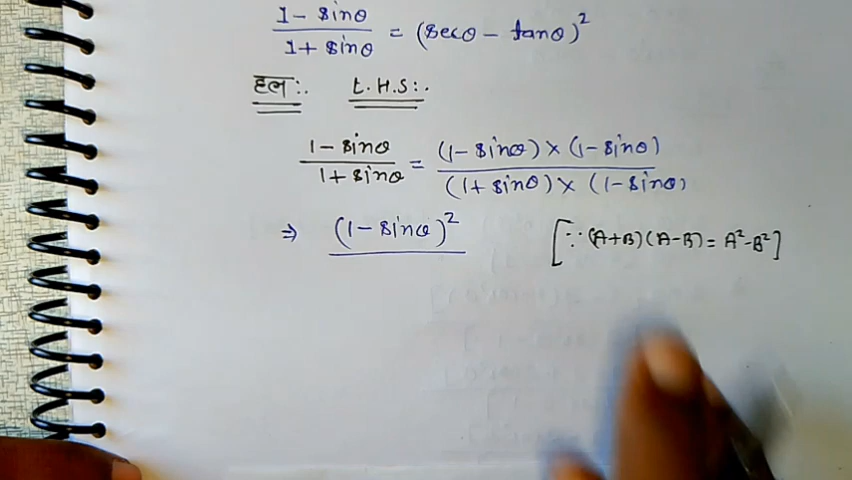 1 - sinθ / 1 + sinθ = (secθ - tanθ)²
हल:. L.H.S:.
1 - sinθ / 1 + sinθ = (1 - sinθ) × (1 - sinθ) / (1 + sinθ) × (1 - sinθ)
⇒ (1 - sinθ)² [∵ (A+B)(A-B) = A²-B²]